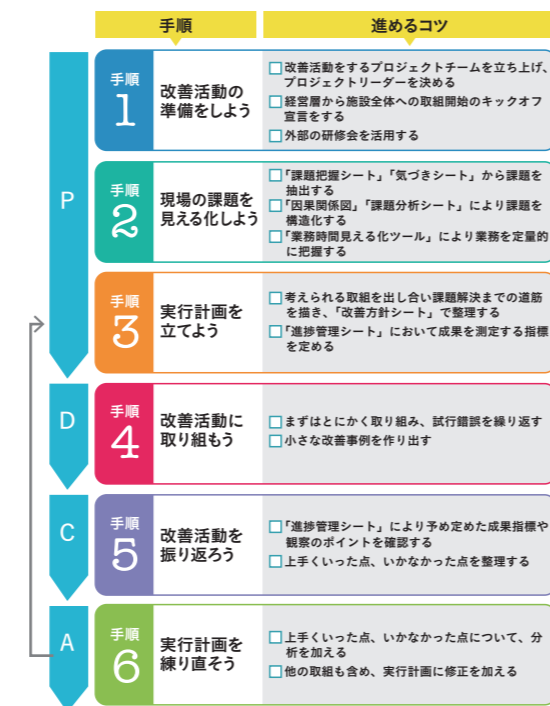 手順
進めるコツ
P
手順
1
改善活動の
準備をしよう
□改善活動をするプロジェクトチームを立ち上げ、
プロジェクトリーダーを決める
□経営層から施設全体への取組開始のキックオフ
宣言をする
□外部の研修会を活用する
手順
2
現場の課題を
見える化しよう
□「課題把握シート」「気づきシート」から課題を
抽出する
□「因果関係図」「課題分析シート」により課題を
構造化する
□「業務時間見える化ツール」により業務を定量的
に把握する
手順
3
実行計画を
立てよう
□考えられる取組を出し合い課題解決までの道筋
を描き、「改善方針シート」で整理する
□「進捗管理シート」において成果を測定する指標
を定める
D
手順
4
改善活動に
取り組もう
□まずはとにかく取り組み、試行錯誤を繰り返す
□小さな改善事例を作り出す
C
手順
5
改善活動を
振り返ろう
□「進捗管理シート」により予め定めた成果指標や
観察のポイントを確認する
□上手くいった点、いかなかった点を整理する
A
手順
6
実行計画を
練り直そう
□上手くいった点、いかなかった点について、分
析を加える
□他の取組も含め、実行計画に修正を加える